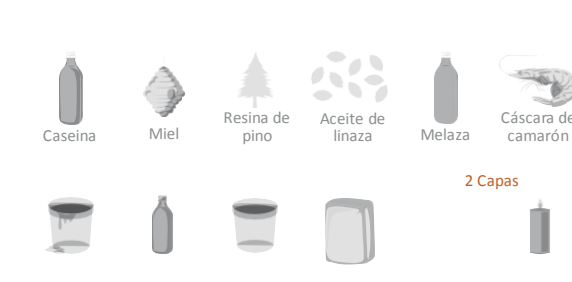 Caseina
Miel
Resina de
pino
Aceite de
linaza
Melaza
Cáscara de
camarón
2 Capas